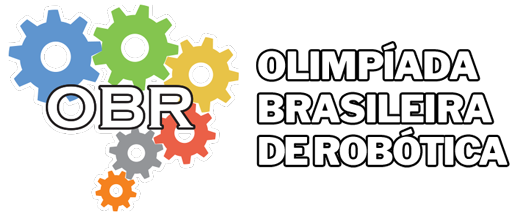 OBR
OLIMPÍADA
BRASILEIRA
DE ROBÓTICA